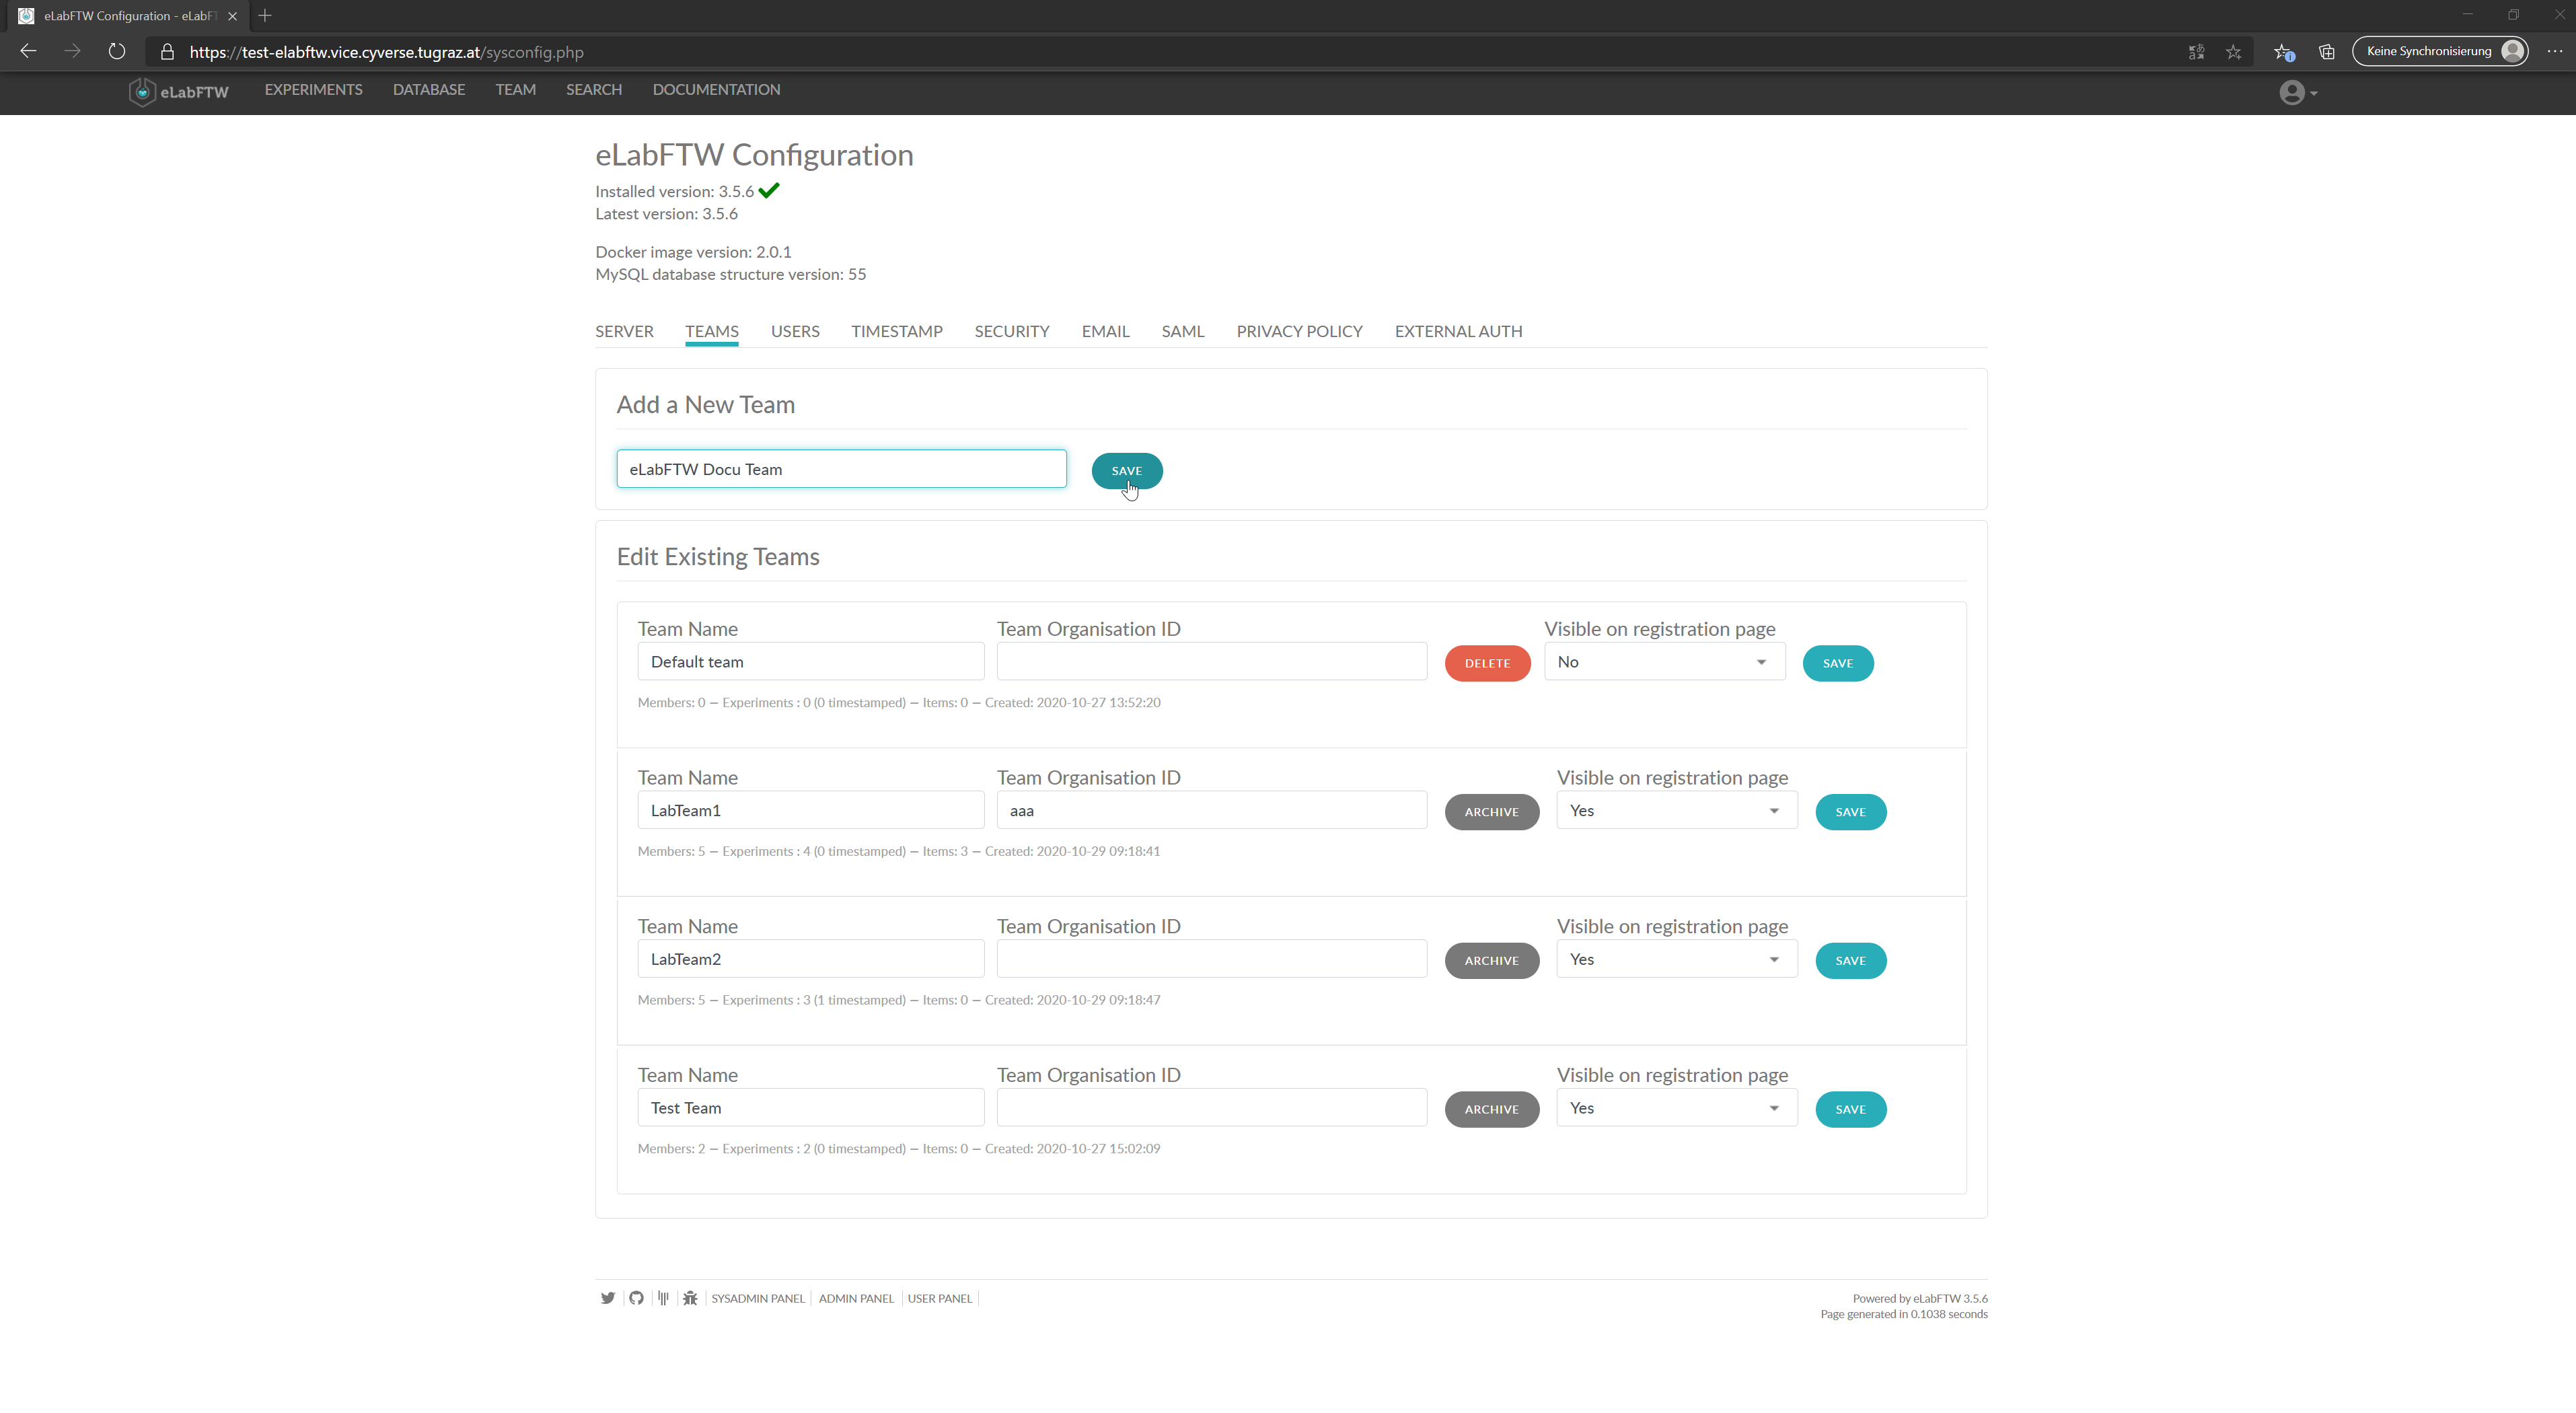 eLabFTW Configuration - eLabFT
https://test-elabftw.vice.cyverse.tugraz.at/sysconfig.php
Keine Synchronisierung
eLabFTW EXPERIMENTS DATABASE TEAM SEARCH DOCUMENTATION
eLabFTW Configuration
Installed version: 3.5.6
Latest version: 3.5.6
Docker image version: 2.0.1
MySQL database structure version: 55
SERVER TEAMS USERS TIMESTAMP SECURITY EMAIL SAML PRIVACY POLICY EXTERNAL AUTH
Add a New Team
eLabFTW Docu Team SAVE
Edit Existing Teams
Team Name Team Organisation ID Visible on registration page
Default team DELETE No SAVE
Members: 0 — Experiments : 0 (0 timestamped) — Items: 0 — Created: 2020-10-27 13:52:20
Team Name Team Organisation ID Visible on registration page
LabTeam1 aaa ARCHIVE Yes SAVE
Members: 5 — Experiments : 4 (0 timestamped) — Items: 3 — Created: 2020-10-29 09:18:41
Team Name Team Organisation ID Visible on registration page
LabTeam2 ARCHIVE Yes SAVE
Members: 5 — Experiments : 3 (1 timestamped) — Items: 0 — Created: 2020-10-29 09:18:47
Team Name Team Organisation ID Visible on registration page
Test Team ARCHIVE Yes SAVE
Members: 2 — Experiments : 2 (0 timestamped) — Items: 0 — Created: 2020-10-27 15:02:09
SYSADMIN PANEL ADMIN PANEL USER PANEL
Powered by eLabFTW 3.5.6
Page generated in 0.1038 seconds